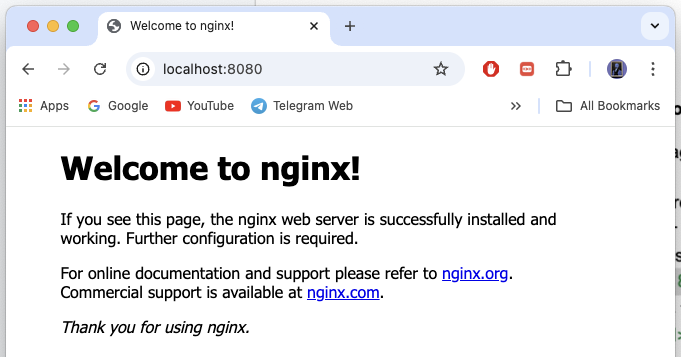 Welcome to nginx!
localhost:8080
Apps Google YouTube Telegram Web All Bookmarks
Welcome to nginx!
If you see this page, the nginx web server is successfully installed and
working. Further configuration is required.
For online documentation and support please refer to nginx.org.
Commercial support is available at nginx.com.
Thank you for using nginx.